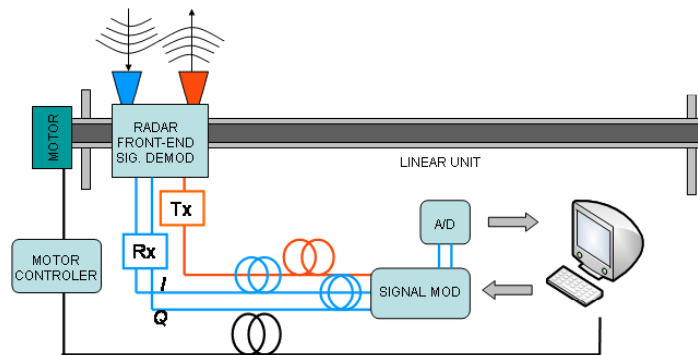 MOTOR
RADAR
FRONT-END
SIG. DEMOD
LINEAR UNIT
Tx
Rx
A/D
MOTOR
CONTROLER
I
Q
SIGNAL MOD